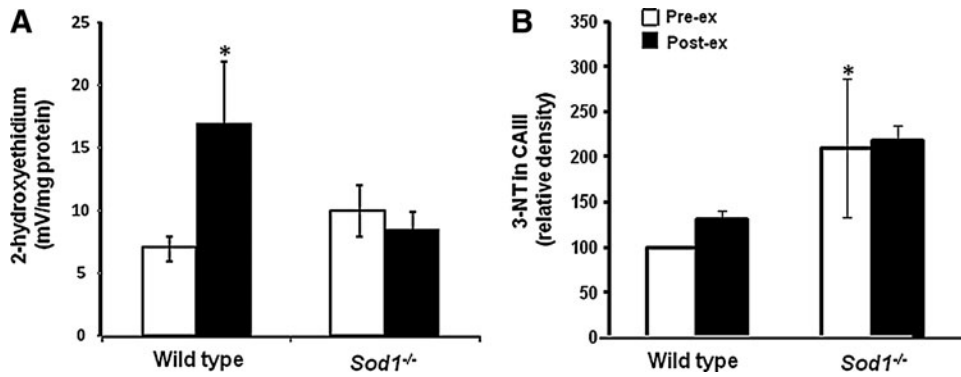 A
2-hydroxyethidium
(mV/mg protein)
25
20
15
10
5
0
*
Wild type
Sod1-/-
B
Pre-ex
Post-ex
3-NT in CAIII
(relative density)
350
300
250
200
150
100
50
0
*
Wild type
Sod1-/-